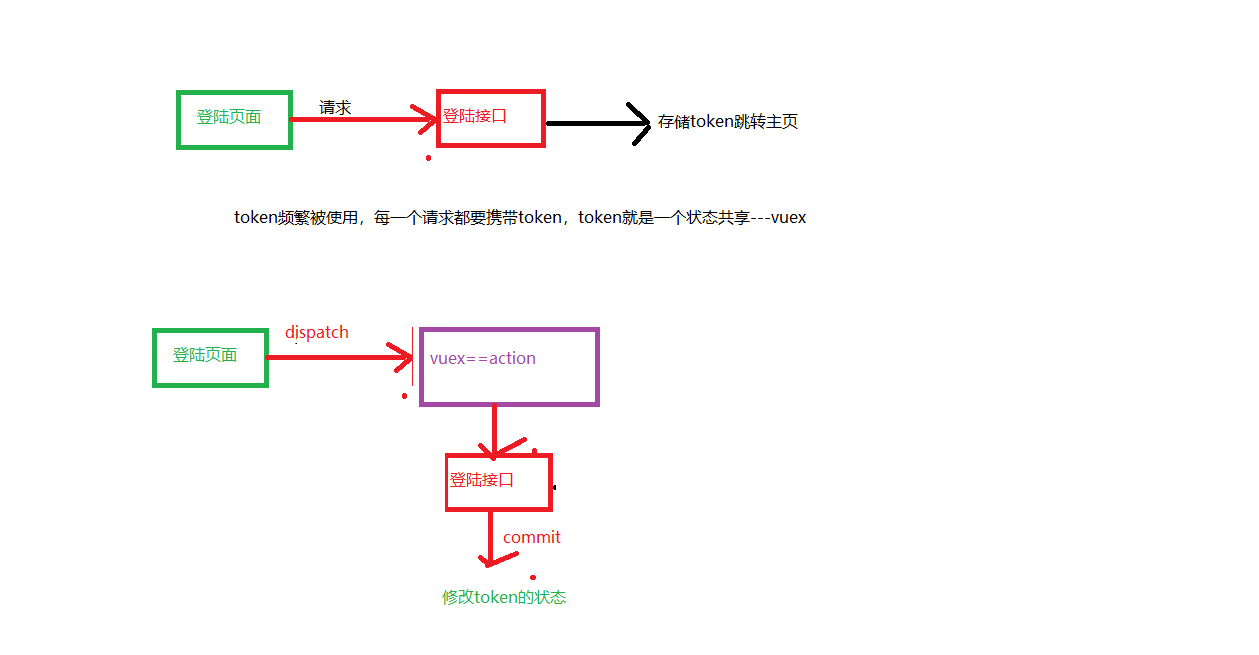 登陆页面
请求
登陆接口
存储token跳转主页
token频繁被使用，每一个请求都要携带token，token就是一个状态共享---vuex
登陆页面
dispatch
vuex==action
登陆接口
commit
修改token的状态